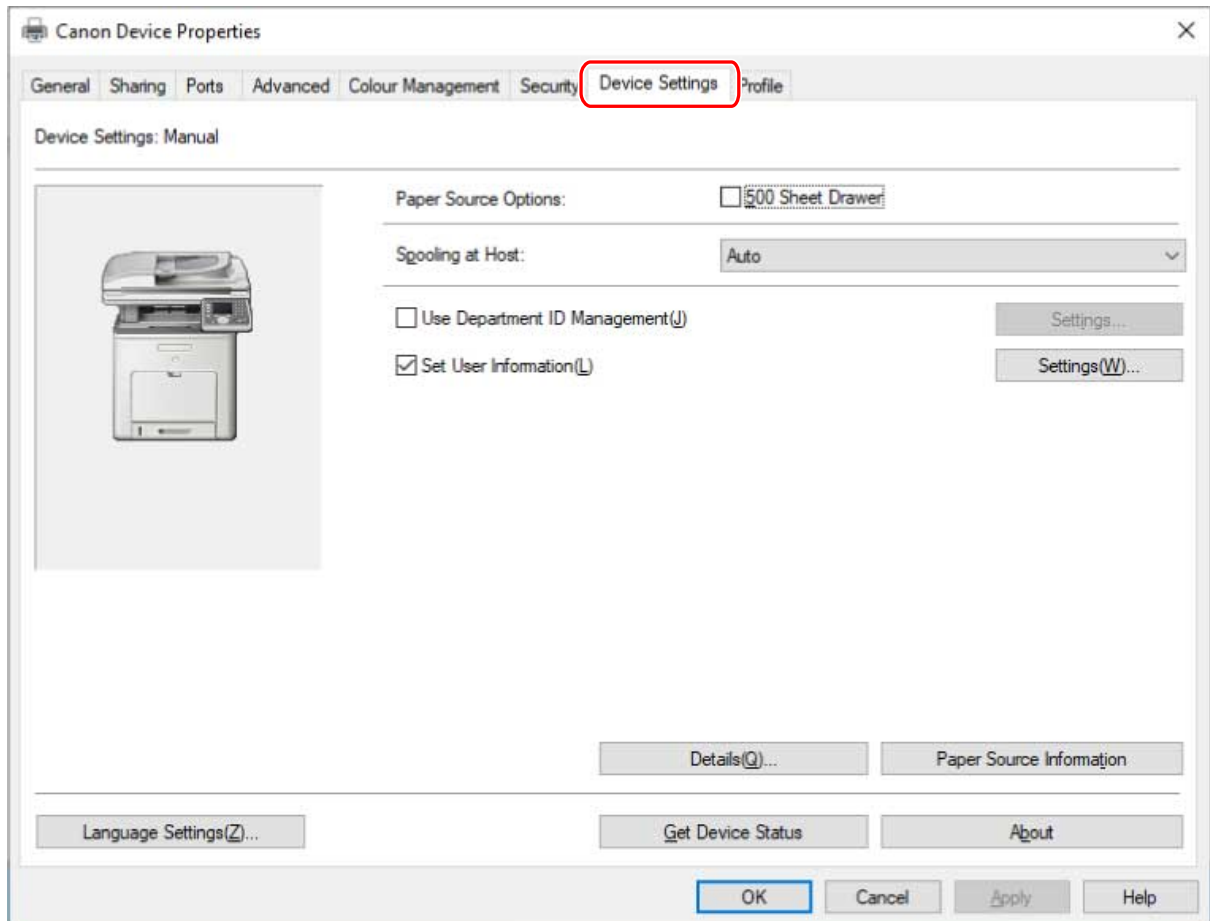 Canon Device Properties
General Sharing Ports Advanced Colour Management Security Device Settings Profile
Device Settings: Manual
Paper Source Options: 500 Sheet Drawer
Spooling at Host: Auto
Use Department ID Management(J) Settings...
Set User Information(L) Settings(W)...
Details(Q)... Paper Source Information
Language Settings(Z)... Get Device Status About
OK Cancel Apply Help